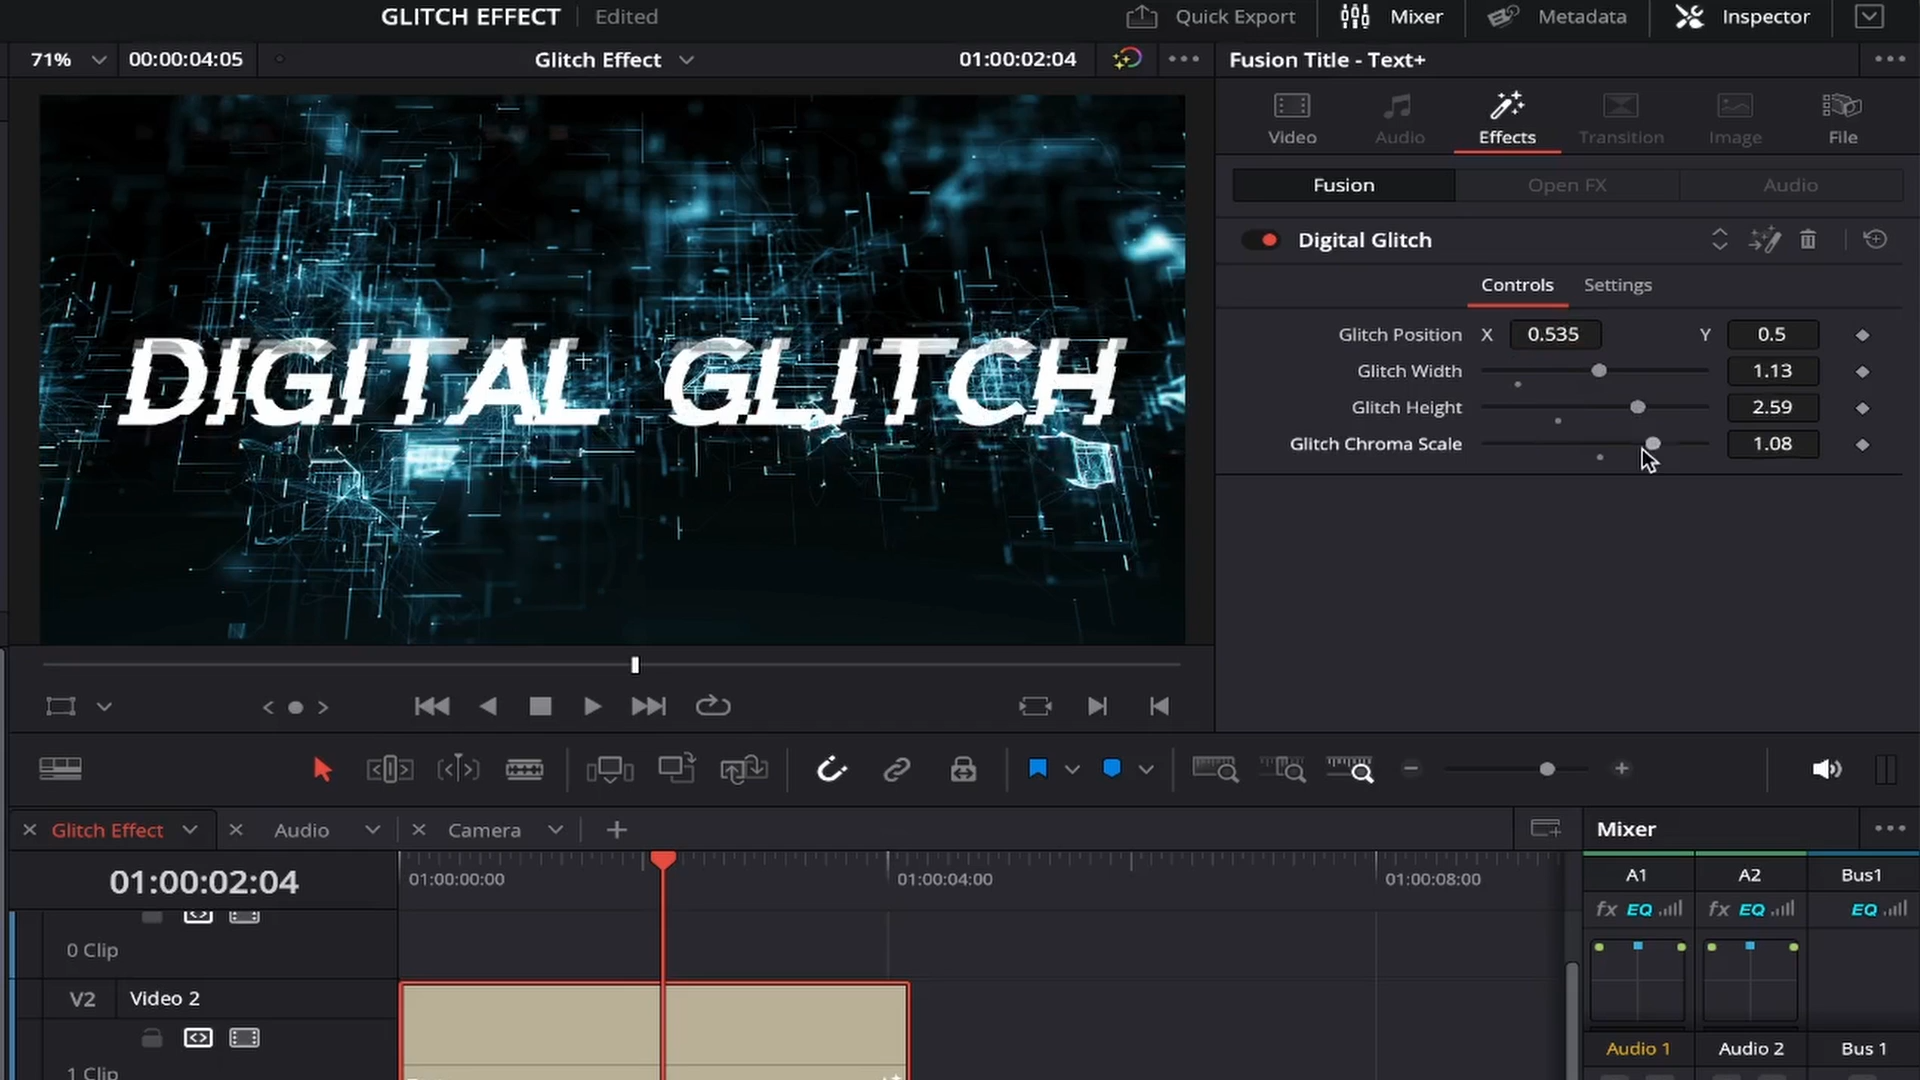 GLITCH EFFECT Edited Quick Export Mixer Metadata Inspector
71% 00:00:04:05 Glitch Effect 01:00:02:04 Fusion Title - Text+
Video Audio Effects Transition Image File
Fusion Open FX Audio
Digital Glitch
Controls Settings
Glitch Position X 0.535 Y 0.5
Glitch Width 1.13
Glitch Height 2.59
Glitch Chroma Scale 1.08
DIGITAL GLITCH
Glitch Effect Audio Camera Mixer
01:00:02:04 01:00:00:00 01:00:04:00 01:00:08:00
A1 A2 Bus1
fx EQ fx EQ EQ
0 Clip
V2 Video 2
1 Clip
Audio 1 Audio 2 Bus 1